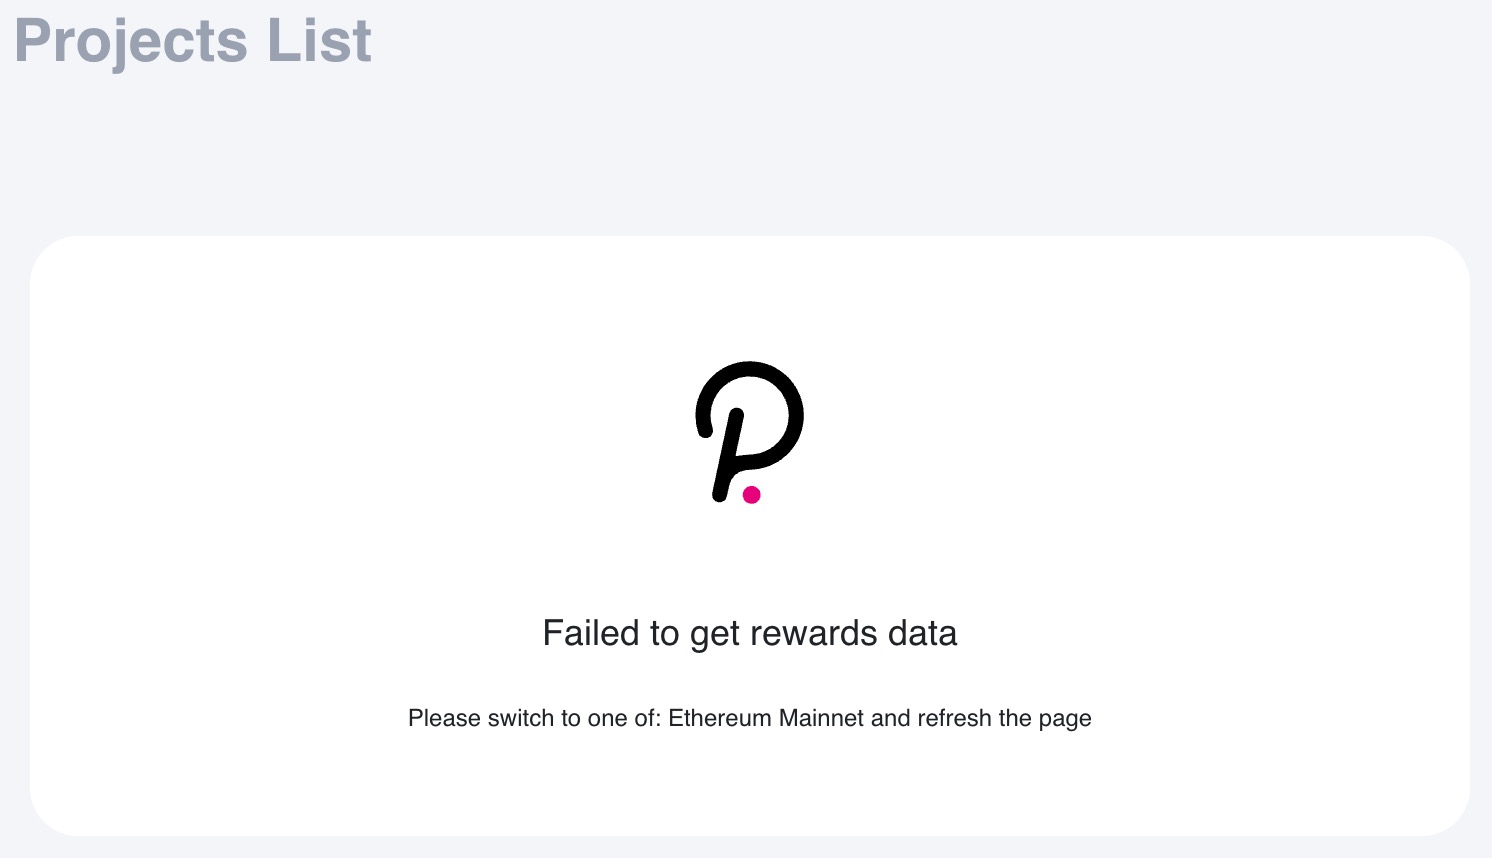 Projects List
Failed to get rewards data
Please switch to one of: Ethereum Mainnet and refresh the page